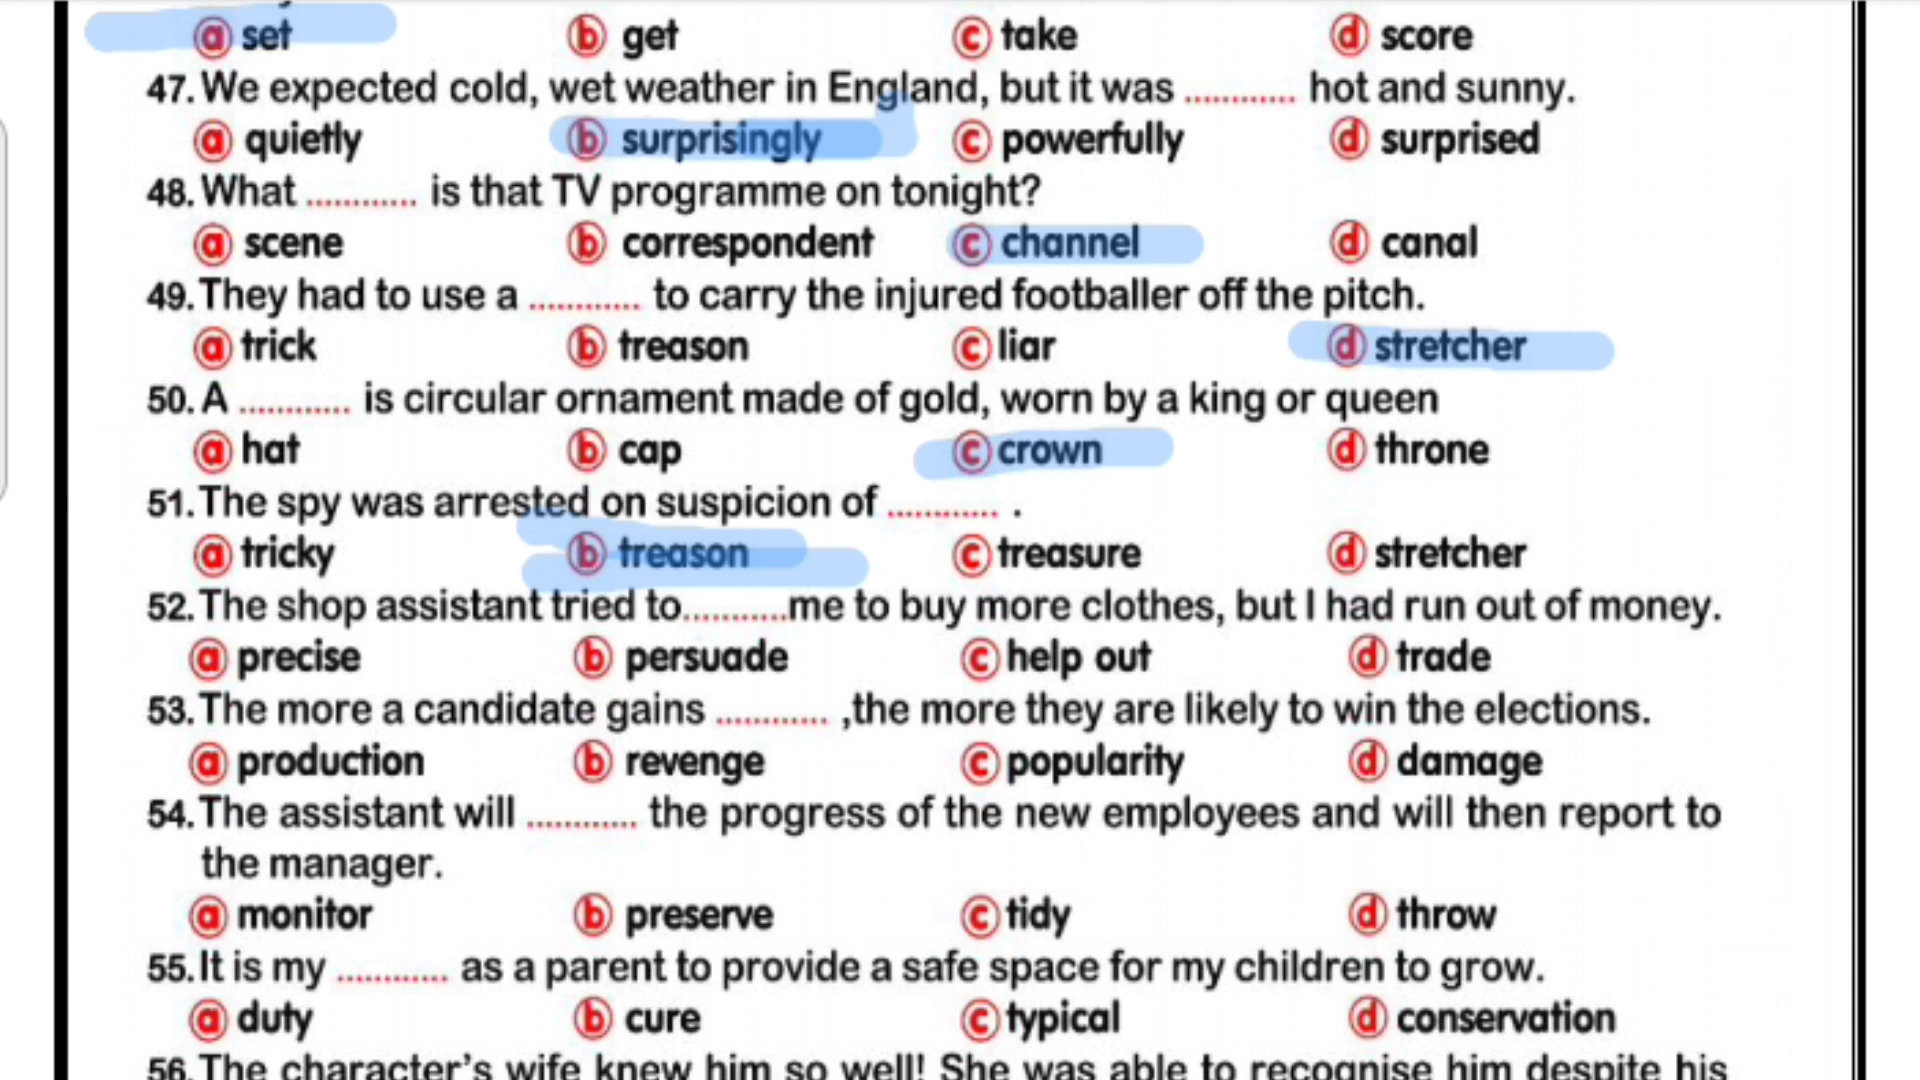 a set b get c take d score
47. We expected cold, wet weather in England, but it was ............ hot and sunny.
a quietly b surprisingly c powerfully d surprised
48. What ............ is that TV programme on tonight?
a scene b correspondent c channel d canal
49. They had to use a ............ to carry the injured footballer off the pitch.
a trick b treason c liar d stretcher
50. A ............ is circular ornament made of gold, worn by a king or queen
a hat b cap c crown d throne
51. The spy was arrested on suspicion of ............ .
a tricky b treason c treasure d stretcher
52. The shop assistant tried to............me to buy more clothes, but I had run out of money.
a precise b persuade c help out d trade
53. The more a candidate gains ............ ,the more they are likely to win the elections.
a production b revenge c popularity d damage
54. The assistant will ............ the progress of the new employees and will then report to
the manager.
a monitor b preserve c tidy d throw
55. It is my ............ as a parent to provide a safe space for my children to grow.
a duty b cure c typical d conservation
56. The character's wife knew him so well! She was able to recognise him despite his